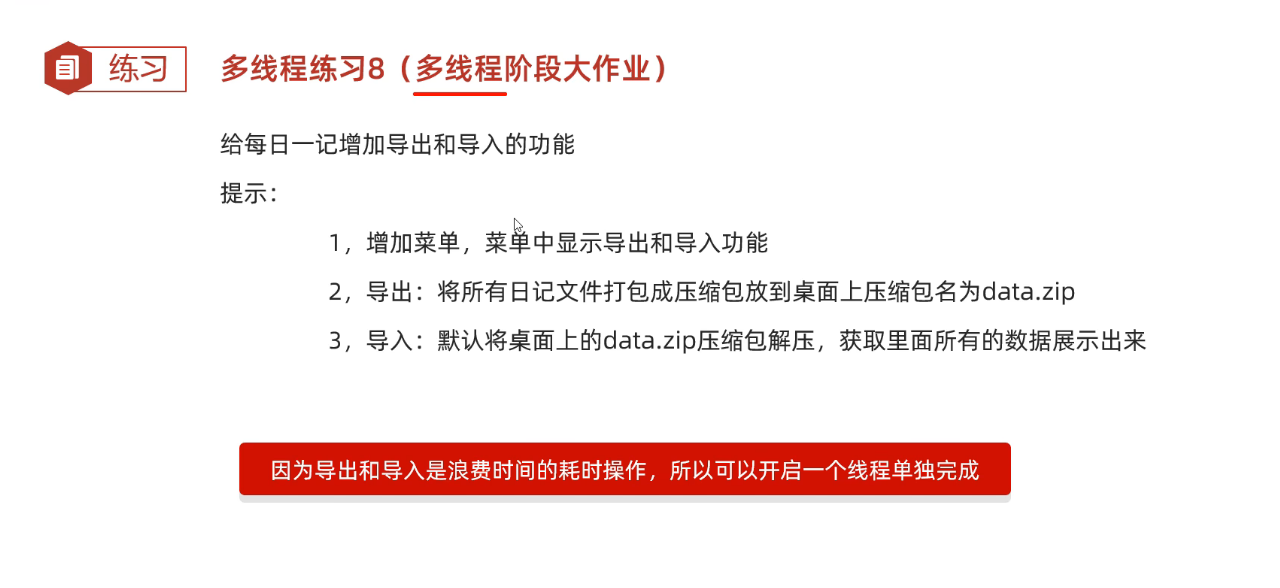 练习
多线程练习8（多线程阶段大作业）
给每日一记增加导出和导入的功能
提示：
1，增加菜单，菜单中显示导出和导入功能
2，导出：将所有日记文件打包成压缩包放到桌面上压缩包名为data.zip
3，导入：默认将桌面上的data.zip压缩包解压，获取里面所有的数据展示出来
因为导出和导入是浪费时间的耗时操作，所以可以开启一个线程单独完成